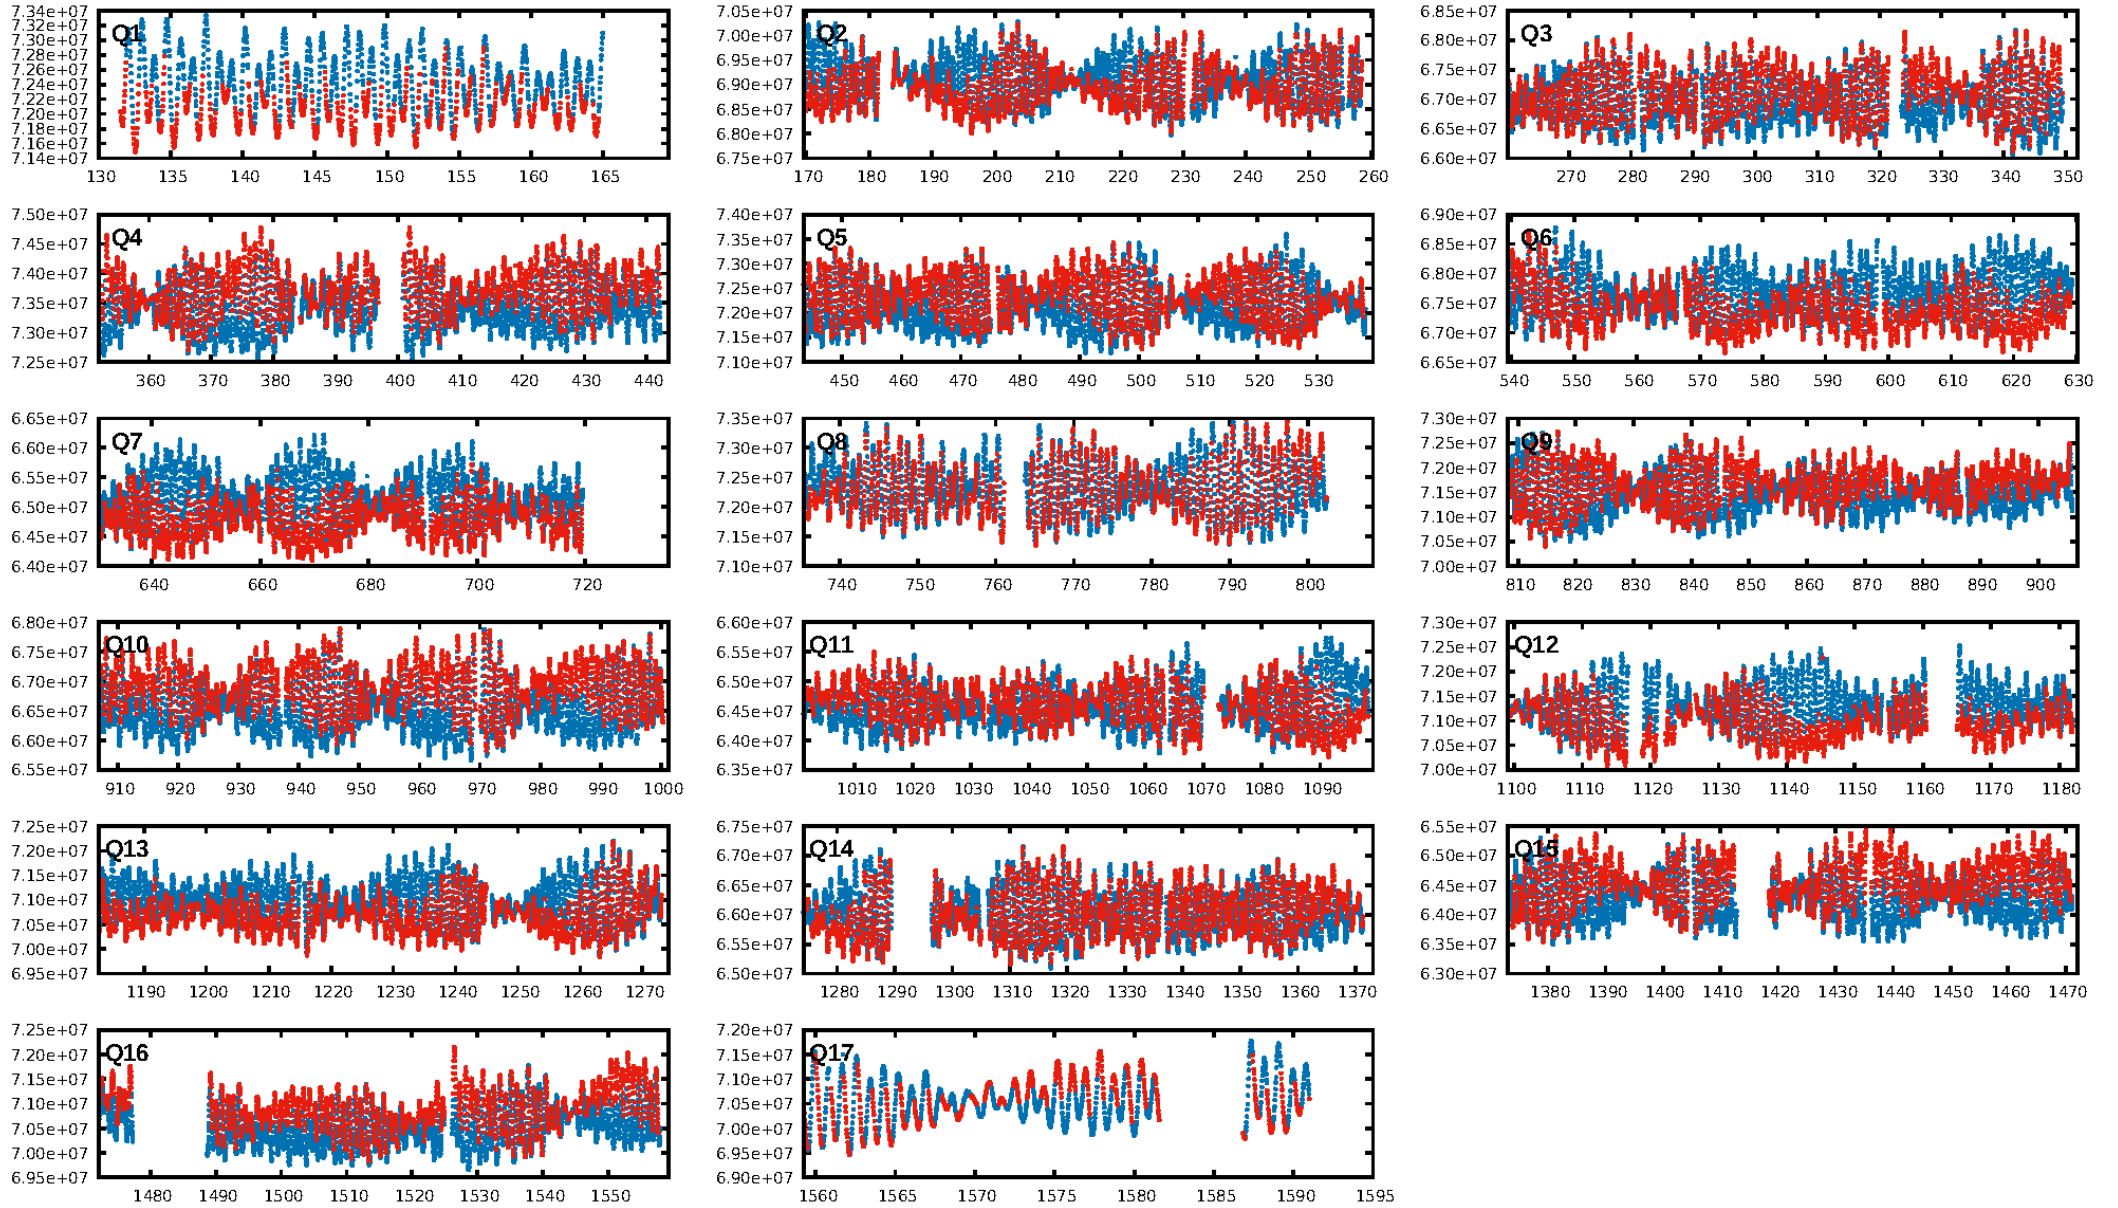 7.34e+07 7.32e+07 7.30e+07 7.28e+07 7.26e+07 7.24e+07 7.22e+07 7.20e+07 7.18e+07 7.16e+07 7.14e+07
Q1
130 135 140 145 150 155 160 165
7.05e+07 7.00e+07 6.95e+07 6.90e+07 6.85e+07 6.80e+07 6.75e+07
Q2
170 180 190 200 210 220 230 240 250 260
6.85e+07 6.80e+07 6.75e+07 6.70e+07 6.65e+07 6.60e+07
Q3
270 280 290 300 310 320 330 340 350
7.50e+07 7.45e+07 7.40e+07 7.35e+07 7.30e+07 7.25e+07
Q4
360 370 380 390 400 410 420 430 440
7.40e+07 7.35e+07 7.30e+07 7.25e+07 7.20e+07 7.15e+07 7.10e+07
Q5
450 460 470 480 490 500 510 520 530
6.90e+07 6.85e+07 6.80e+07 6.75e+07 6.70e+07 6.65e+07
Q6
540 550 560 570 580 590 600 610 620 630
6.65e+07 6.60e+07 6.55e+07 6.50e+07 6.45e+07 6.40e+07
Q7
640 660 680 700 720
7.35e+07 7.30e+07 7.25e+07 7.20e+07 7.15e+07 7.10e+07
Q8
740 750 760 770 780 790 800
7.30e+07 7.25e+07 7.20e+07 7.15e+07 7.10e+07 7.05e+07 7.00e+07
Q9
810 820 830 840 850 860 870 880 890 900
6.80e+07 6.75e+07 6.70e+07 6.65e+07 6.60e+07 6.55e+07
Q10
910 920 930 940 950 960 970 980 990 1000
6.60e+07 6.55e+07 6.50e+07 6.45e+07 6.40e+07 6.35e+07
Q11
1010 1020 1030 1040 1050 1060 1070 1080 1090
7.30e+07 7.25e+07 7.20e+07 7.15e+07 7.10e+07 7.05e+07 7.00e+07
Q12
1100 1110 1120 1130 1140 1150 1160 1170 1180
7.25e+07 7.20e+07 7.15e+07 7.10e+07 7.05e+07 7.00e+07 6.95e+07
Q13
1190 1200 1210 1220 1230 1240 1250 1260 1270
6.75e+07 6.70e+07 6.65e+07 6.60e+07 6.55e+07 6.50e+07
Q14
1280 1290 1300 1310 1320 1330 1340 1350 1360 1370
6.55e+07 6.50e+07 6.45e+07 6.40e+07 6.35e+07 6.30e+07
Q15
1380 1390 1400 1410 1420 1430 1440 1450 1460 1470
7.25e+07 7.20e+07 7.15e+07 7.10e+07 7.05e+07 7.00e+07 6.95e+07
Q16
1480 1490 1500 1510 1520 1530 1540 1550
7.20e+07 7.15e+07 7.10e+07 7.05e+07 7.00e+07 6.95e+07 6.90e+07
Q17
1560 1565 1570 1575 1580 1585 1590 1595